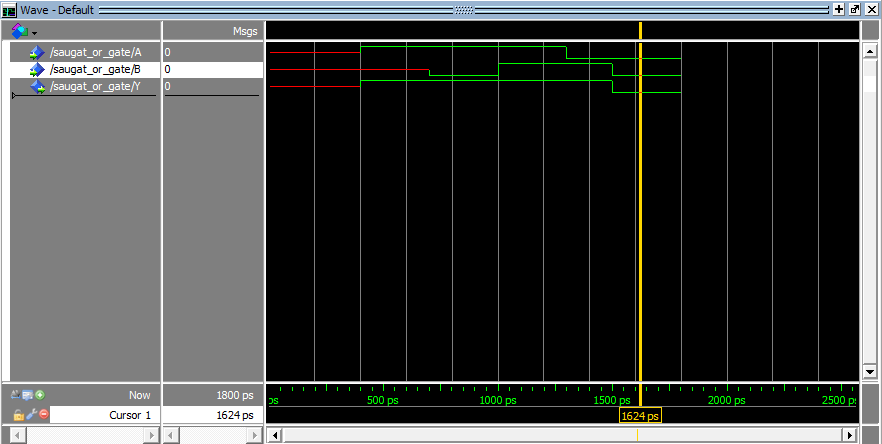 Wave - Default
Msgs
/saugat_or_gate/A 0
/saugat_or_gate/B 0
/saugat_or_gate/Y 0
Now 1800 ps
ps 500 ps 1000 ps 1500 ps 2000 ps 2500 ps
Cursor 1 1624 ps 1624 ps